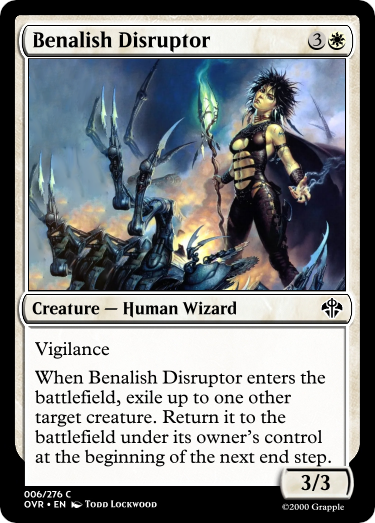 Benalish Disruptor 3
Creature — Human Wizard
Vigilance
When Benalish Disruptor enters the
battlefield, exile up to one other
target creature. Return it to the
battlefield under its owner's control
at the beginning of the next end step.
3/3
006/276 C
OVR • EN Todd Lockwood
©2000 Grapple